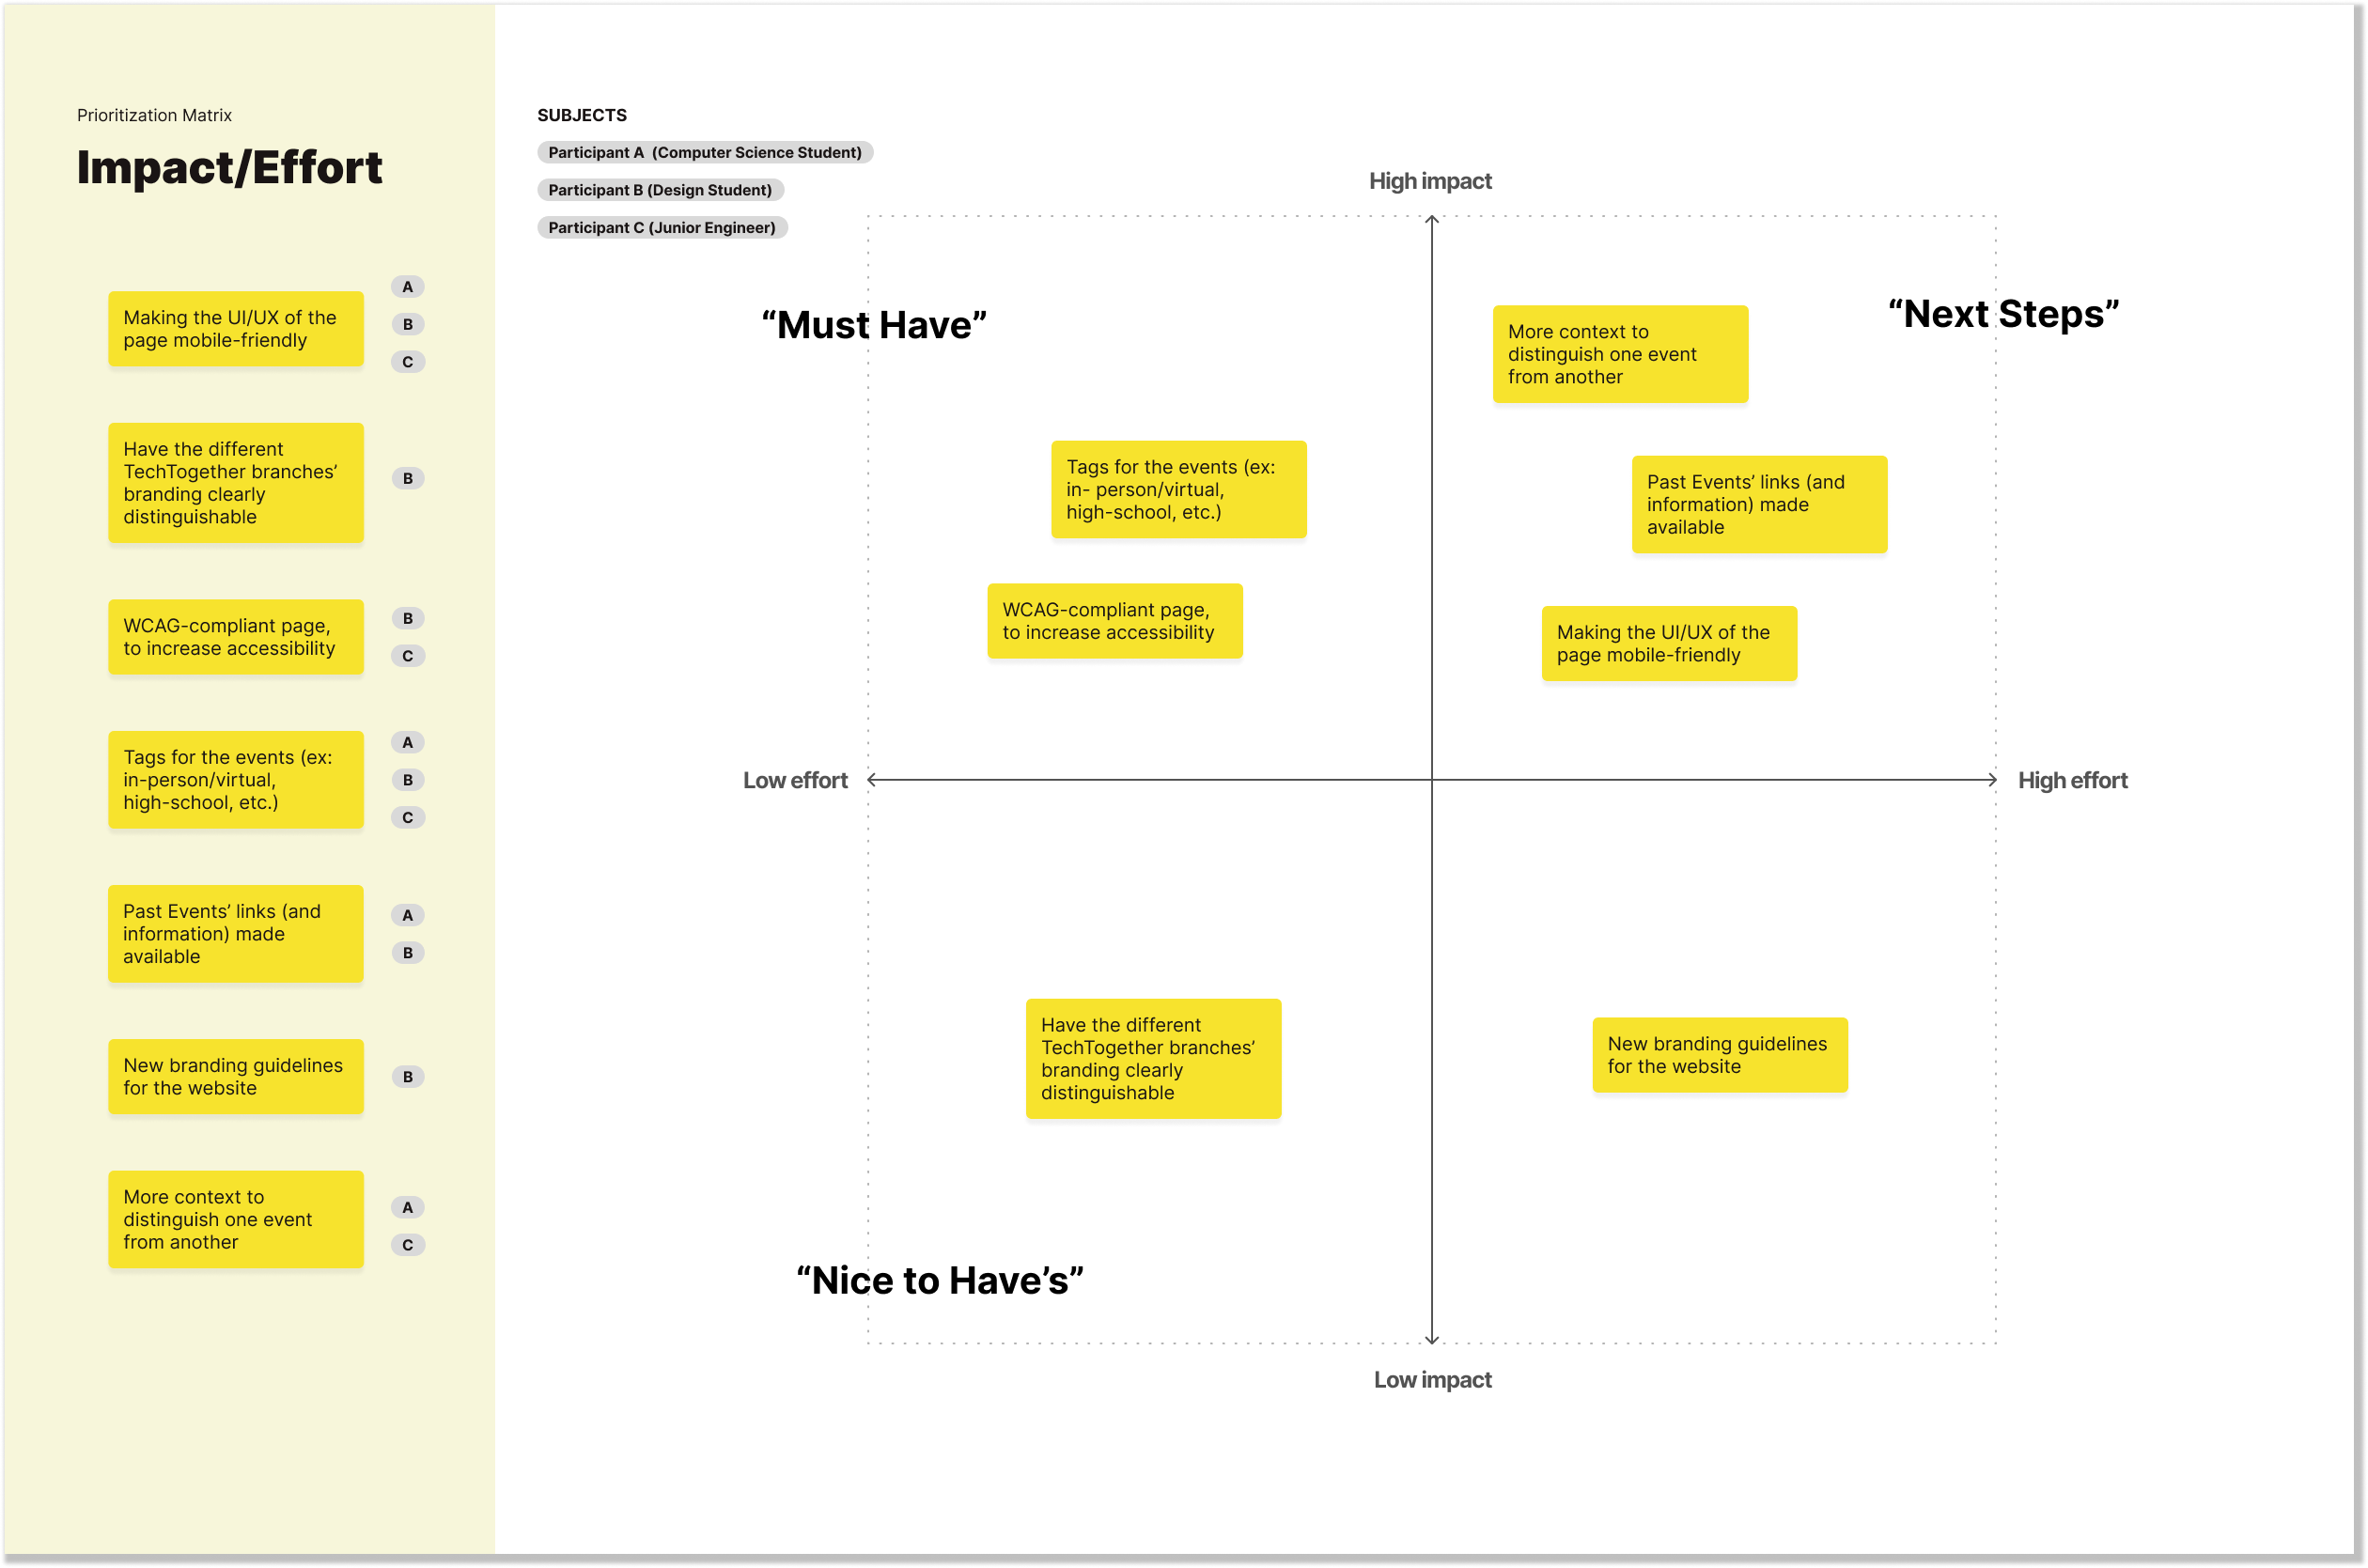 Prioritization Matrix
Impact/Effort
Making the UI/UX of the
page mobile-friendly
A
B
C
Have the different
TechTogether branches’
branding clearly
distinguishable
B
WCAG-compliant page,
to increase accessibility
B
C
Tags for the events (ex:
in-person/virtual,
high-school, etc.)
A
B
C
Past Events’ links (and
information) made
available
A
B
New branding guidelines
for the website
B
More context to
distinguish one event
from another
A
C
SUBJECTS
Participant A (Computer Science Student)
Participant B (Design Student)
Participant C (Junior Engineer)
High impact
“Must Have”
“Next Steps”
More context to
distinguish one event
from another
Tags for the events (ex:
in- person/virtual,
high-school, etc.)
Past Events’ links (and
information) made
available
WCAG-compliant page,
to increase accessibility
Making the UI/UX of the
page mobile-friendly
Low effort
High effort
Have the different
TechTogether branches’
branding clearly
distinguishable
New branding guidelines
for the website
“Nice to Have’s”
Low impact